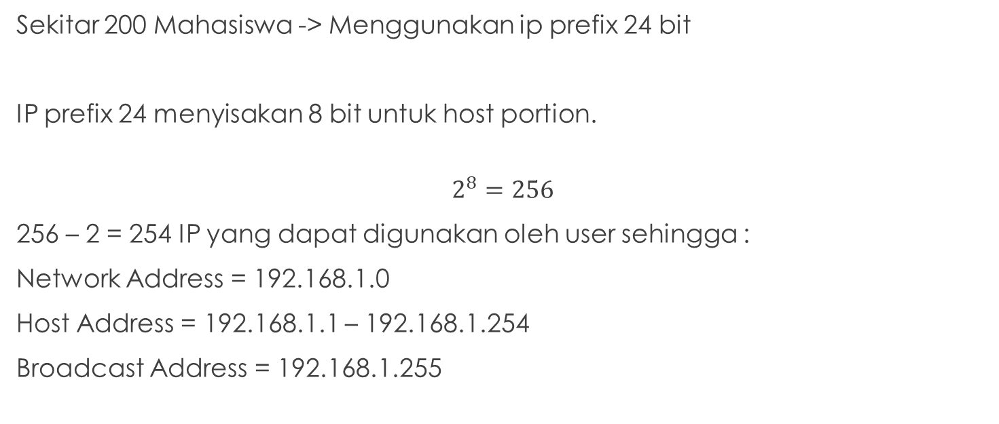 Sekitar 200 Mahasiswa -> Menggunakan ip prefix 24 bit
IP prefix 24 menyisakan 8 bit untuk host portion.
2⁸ = 256
256 – 2 = 254 IP yang dapat digunakan oleh user sehingga :
Network Address = 192.168.1.0
Host Address = 192.168.1.1 – 192.168.1.254
Broadcast Address = 192.168.1.255